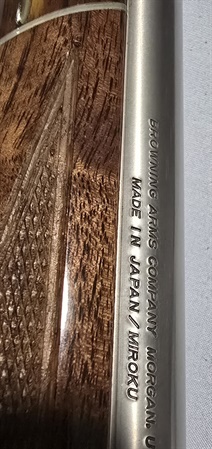 BROWNING ARMS COMPANY MORGAN, U
MADE IN JAPAN/MIROKU